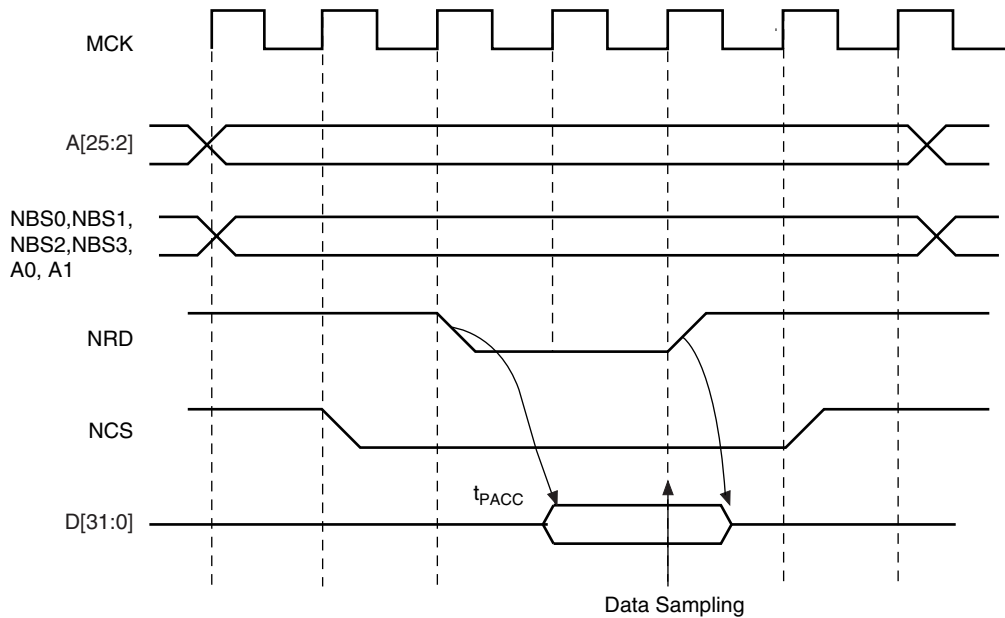 MCK
A[25:2]
NBS0,NBS1,
NBS2,NBS3,
A0, A1
NRD
NCS
tPACC
D[31:0]
Data Sampling